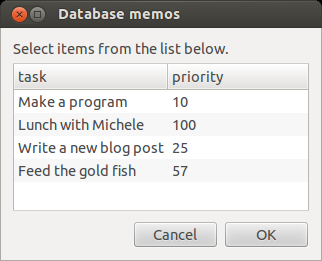 Database memos
Select items from the list below.
task priority
Make a program 10
Lunch with Michele 100
Write a new blog post 25
Feed the gold fish 57
Cancel OK